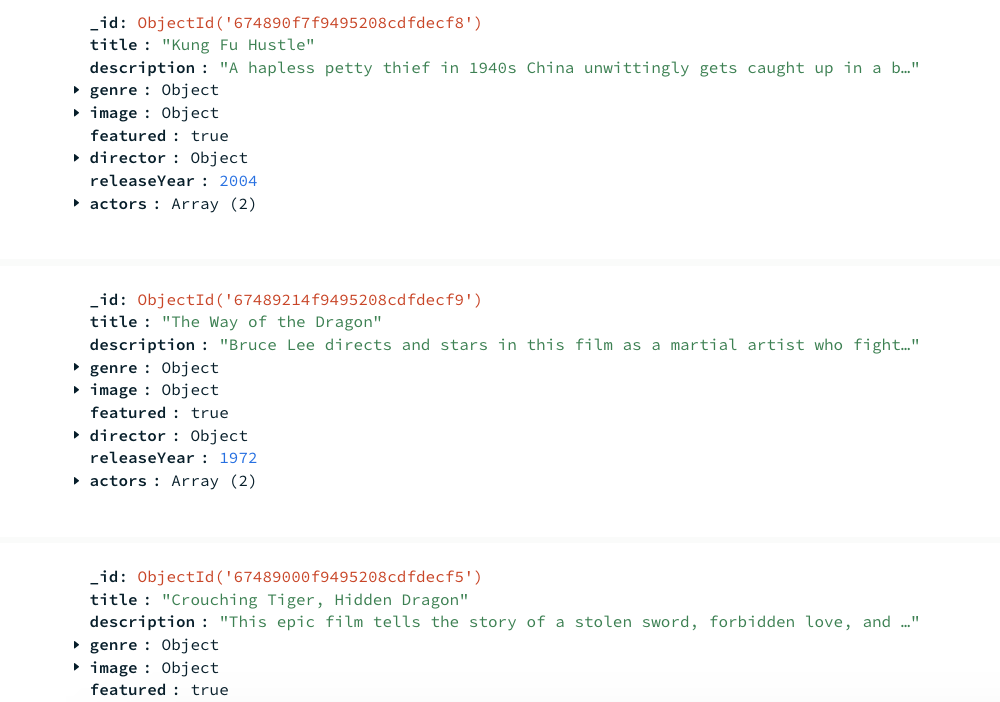 _id: ObjectId('674890f7f9495208cdfdecf8')
title : "Kung Fu Hustle"
description : "A hapless petty thief in 1940s China unwittingly gets caught up in a b…"
genre : Object
image : Object
featured : true
director : Object
releaseYear : 2004
actors : Array (2)
_id: ObjectId('67489214f9495208cdfdecf9')
title : "The Way of the Dragon"
description : "Bruce Lee directs and stars in this film as a martial artist who fight…"
genre : Object
image : Object
featured : true
director : Object
releaseYear : 1972
actors : Array (2)
_id: ObjectId('67489000f9495208cdfdecf5')
title : "Crouching Tiger, Hidden Dragon"
description : "This epic film tells the story of a stolen sword, forbidden love, and …"
genre : Object
image : Object
featured : true